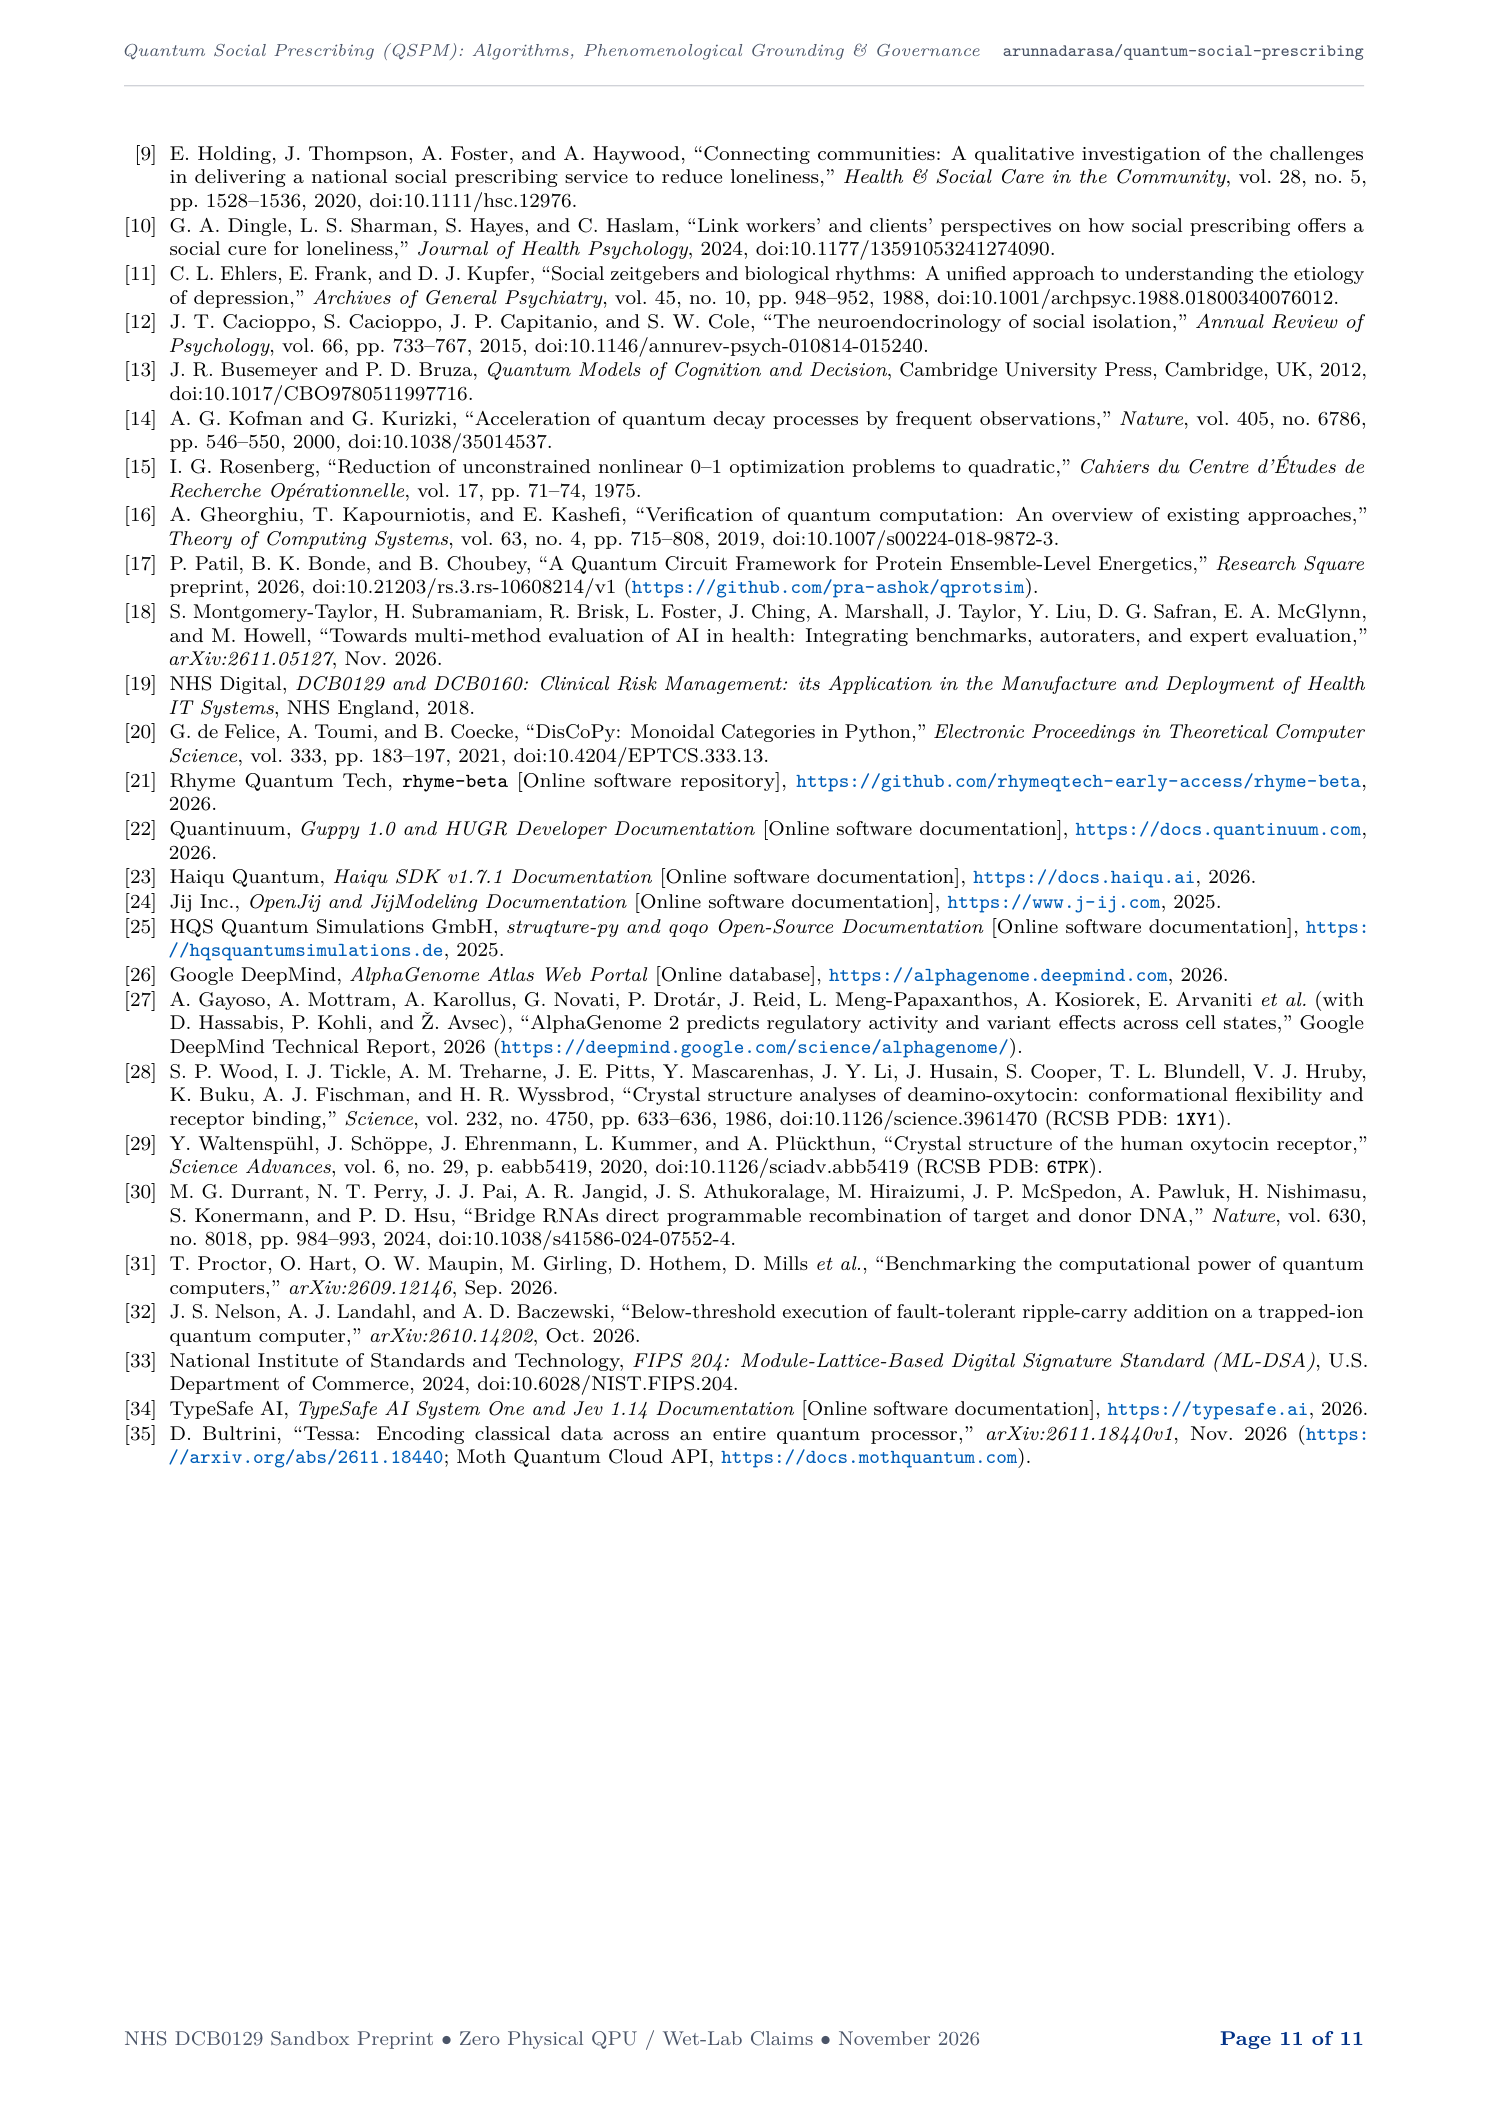 Quantum Social Prescribing (QSPM): Algorithms, Phenomenological Grounding & Governance arunnadarasa/quantum-social-prescribing
[9] E. Holding, J. Thompson, A. Foster, and A. Haywood, “Connecting communities: A qualitative investigation of the challenges
in delivering a national social prescribing service to reduce loneliness,” Health & Social Care in the Community, vol. 28, no. 5,
pp. 1528–1536, 2020, doi:10.1111/hsc.12976.
[10] G. A. Dingle, L. S. Sharman, S. Hayes, and C. Haslam, “Link workers’ and clients’ perspectives on how social prescribing offers a
social cure for loneliness,” Journal of Health Psychology, 2024, doi:10.1177/13591053241274090.
[11] C. L. Ehlers, E. Frank, and D. J. Kupfer, “Social zeitgebers and biological rhythms: A unified approach to understanding the etiology
of depression,” Archives of General Psychiatry, vol. 45, no. 10, pp. 948–952, 1988, doi:10.1001/archpsyc.1988.01800340076012.
[12] J. T. Cacioppo, S. Cacioppo, J. P. Capitanio, and S. W. Cole, “The neuroendocrinology of social isolation,” Annual Review of
Psychology, vol. 66, pp. 733–767, 2015, doi:10.1146/annurev-psych-010814-015240.
[13] J. R. Busemeyer and P. D. Bruza, Quantum Models of Cognition and Decision, Cambridge University Press, Cambridge, UK, 2012,
doi:10.1017/CBO9780511997716.
[14] A. G. Kofman and G. Kurizki, “Acceleration of quantum decay processes by frequent observations,” Nature, vol. 405, no. 6786,
pp. 546–550, 2000, doi:10.1038/35014537.
[15] I. G. Rosenberg, “Reduction of unconstrained nonlinear 0–1 optimization problems to quadratic,” Cahiers du Centre d’Études de
Recherche Opérationnelle, vol. 17, pp. 71–74, 1975.
[16] A. Gheorghiu, T. Kapourniotis, and E. Kashefi, “Verification of quantum computation: An overview of existing approaches,”
Theory of Computing Systems, vol. 63, no. 4, pp. 715–808, 2019, doi:10.1007/s00224-018-9872-3.
[17] P. Patil, B. K. Bonde, and B. Choubey, “A Quantum Circuit Framework for Protein Ensemble-Level Energetics,” Research Square
preprint, 2026, doi:10.21203/rs.3.rs-10608214/v1 (https://github.com/pra-ashok/qprotsim).
[18] S. Montgomery-Taylor, H. Subramaniam, R. Brisk, L. Foster, J. Ching, A. Marshall, J. Taylor, Y. Liu, D. G. Safran, E. A. McGlynn,
and M. Howell, “Towards multi-method evaluation of AI in health: Integrating benchmarks, autoraters, and expert evaluation,”
arXiv:2611.05127, Nov. 2026.
[19] NHS Digital, DCB0129 and DCB0160: Clinical Risk Management: its Application in the Manufacture and Deployment of Health
IT Systems, NHS England, 2018.
[20] G. de Felice, A. Toumi, and B. Coecke, “DisCoPy: Monoidal Categories in Python,” Electronic Proceedings in Theoretical Computer
Science, vol. 333, pp. 183–197, 2021, doi:10.4204/EPTCS.333.13.
[21] Rhyme Quantum Tech, rhyme-beta [Online software repository], https://github.com/rhymeqtech-early-access/rhyme-beta,
2026.
[22] Quantinuum, Guppy 1.0 and HUGR Developer Documentation [Online software documentation], https://docs.quantinuum.com,
2026.
[23] Haiqu Quantum, Haiqu SDK v1.7.1 Documentation [Online software documentation], https://docs.haiqu.ai, 2026.
[24] Jij Inc., OpenJij and JijModeling Documentation [Online software documentation], https://www.j-ij.com, 2025.
[25] HQS Quantum Simulations GmbH, struqture-py and qoqo Open-Source Documentation [Online software documentation], https:
//hqsquantumsimulations.de, 2025.
[26] Google DeepMind, AlphaGenome Atlas Web Portal [Online database], https://alphagenome.deepmind.com, 2026.
[27] A. Gayoso, A. Mottram, A. Karollus, G. Novati, P. Drotár, J. Reid, L. Meng-Papaxanthos, A. Kosiorek, E. Arvaniti et al. (with
D. Hassabis, P. Kohli, and Ž. Avsec), “AlphaGenome 2 predicts regulatory activity and variant effects across cell states,” Google
DeepMind Technical Report, 2026 (https://deepmind.google.com/science/alphagenome/).
[28] S. P. Wood, I. J. Tickle, A. M. Treharne, J. E. Pitts, Y. Mascarenhas, J. Y. Li, J. Husain, S. Cooper, T. L. Blundell, V. J. Hruby,
K. Buku, A. J. Fischman, and H. R. Wyssbrod, “Crystal structure analyses of deamino-oxytocin: conformational flexibility and
receptor binding,” Science, vol. 232, no. 4750, pp. 633–636, 1986, doi:10.1126/science.3961470 (RCSB PDB: 1XY1).
[29] Y. Waltenspühl, J. Schöppe, J. Ehrenmann, L. Kummer, and A. Plückthun, “Crystal structure of the human oxytocin receptor,”
Science Advances, vol. 6, no. 29, p. eabb5419, 2020, doi:10.1126/sciadv.abb5419 (RCSB PDB: 6TPK).
[30] M. G. Durrant, N. T. Perry, J. J. Pai, A. R. Jangid, J. S. Athukoralage, M. Hiraizumi, J. P. McSpedon, A. Pawluk, H. Nishimasu,
S. Konermann, and P. D. Hsu, “Bridge RNAs direct programmable recombination of target and donor DNA,” Nature, vol. 630,
no. 8018, pp. 984–993, 2024, doi:10.1038/s41586-024-07552-4.
[31] T. Proctor, O. Hart, O. W. Maupin, M. Girling, D. Hothem, D. Mills et al., “Benchmarking the computational power of quantum
computers,” arXiv:2609.12146, Sep. 2026.
[32] J. S. Nelson, A. J. Landahl, and A. D. Baczewski, “Below-threshold execution of fault-tolerant ripple-carry addition on a trapped-ion
quantum computer,” arXiv:2610.14202, Oct. 2026.
[33] National Institute of Standards and Technology, FIPS 204: Module-Lattice-Based Digital Signature Standard (ML-DSA), U.S.
Department of Commerce, 2024, doi:10.6028/NIST.FIPS.204.
[34] TypeSafe AI, TypeSafe AI System One and Jev 1.14 Documentation [Online software documentation], https://typesafe.ai, 2026.
[35] D. Bultrini, “Tessa: Encoding classical data across an entire quantum processor,” arXiv:2611.18440v1, Nov. 2026 (https:
//arxiv.org/abs/2611.18440; Moth Quantum Cloud API, https://docs.mothquantum.com).
NHS DCB0129 Sandbox Preprint • Zero Physical QPU / Wet-Lab Claims • November 2026 Page 11 of 11